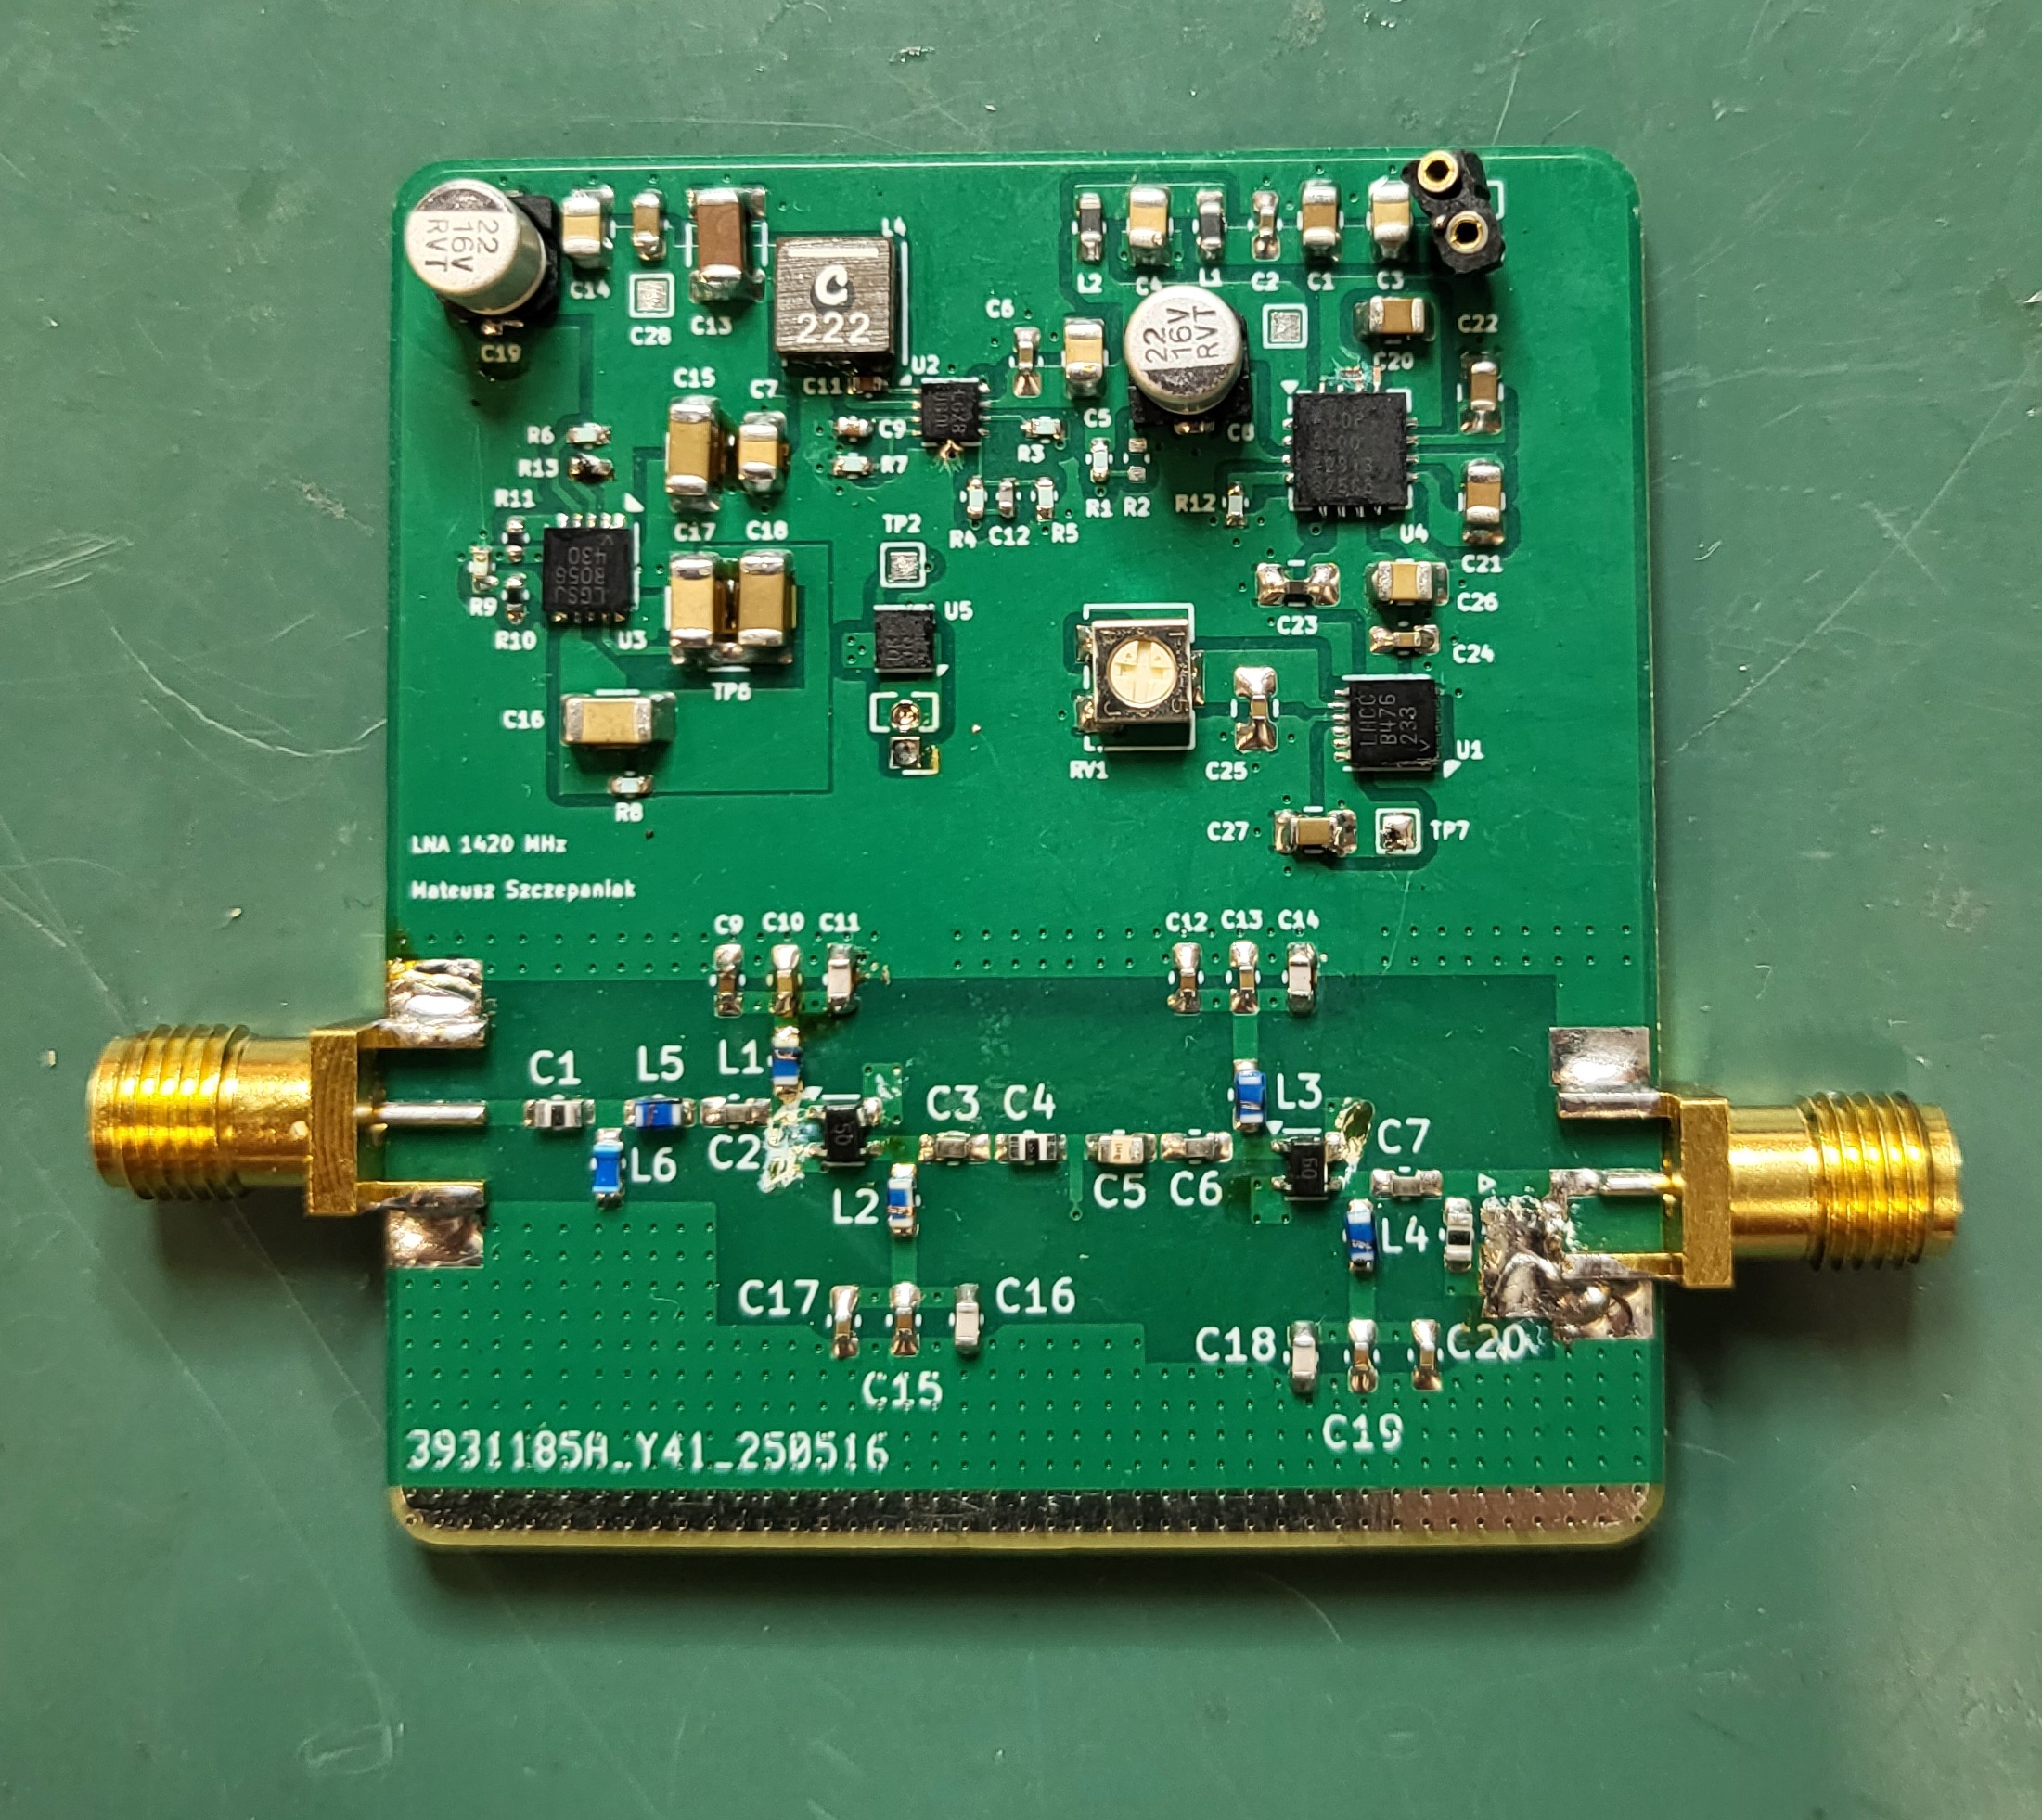 22
16V
RVT
C19
C14
C28
C13
L4
C
222
C15
C7
C11
U2
C6
C9
R7
R3
C5
R4
C12
R5
R1
R2
22
16V
RVT
L2
C4
L1
C2
C1
C3
C20
C22
R12
U4
C21
C26
C23
C24
R6
R13
R11
R9
R10
430
B056
LGSJ
U3
C17
C18
TP6
TP2
U5
C16
R8
RV1
C25
LHCC
B476
233
U1
C27
TP7
LNA 1420 MHz
Mateusz Szczepaniak
C9
C10
C11
C12
C13
C14
C1
L5
L1
L6
C2
L2
C3
C4
C5
C6
L3
C7
L4
C17
C16
C15
C18
C20
C19
3931185A_Y41_250516